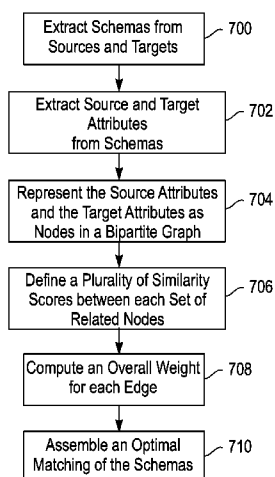 Extract Schemas from
Sources and Targets
700
Extract Source and Target
Attributes
from Schemas
702
Represent the Source Attributes
and the Target Attributes as
Nodes in a Bipartite Graph
704
Define a Plurality of Similarity
Scores between each Set of
Related Nodes
706
Compute an Overall Weight
for each Edge
708
Assemble an Optimal
Matching of the Schemas
710